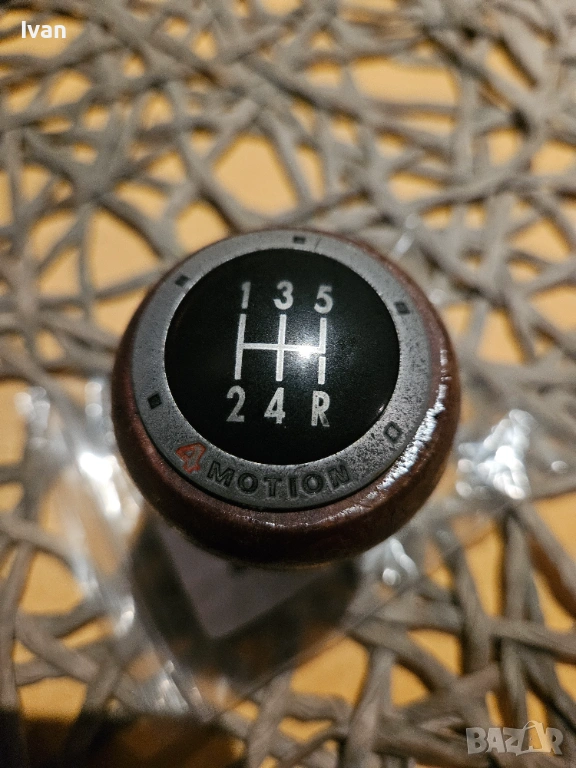 Ivan
1 3 5
2 4 R
4MOTION
BAZAR